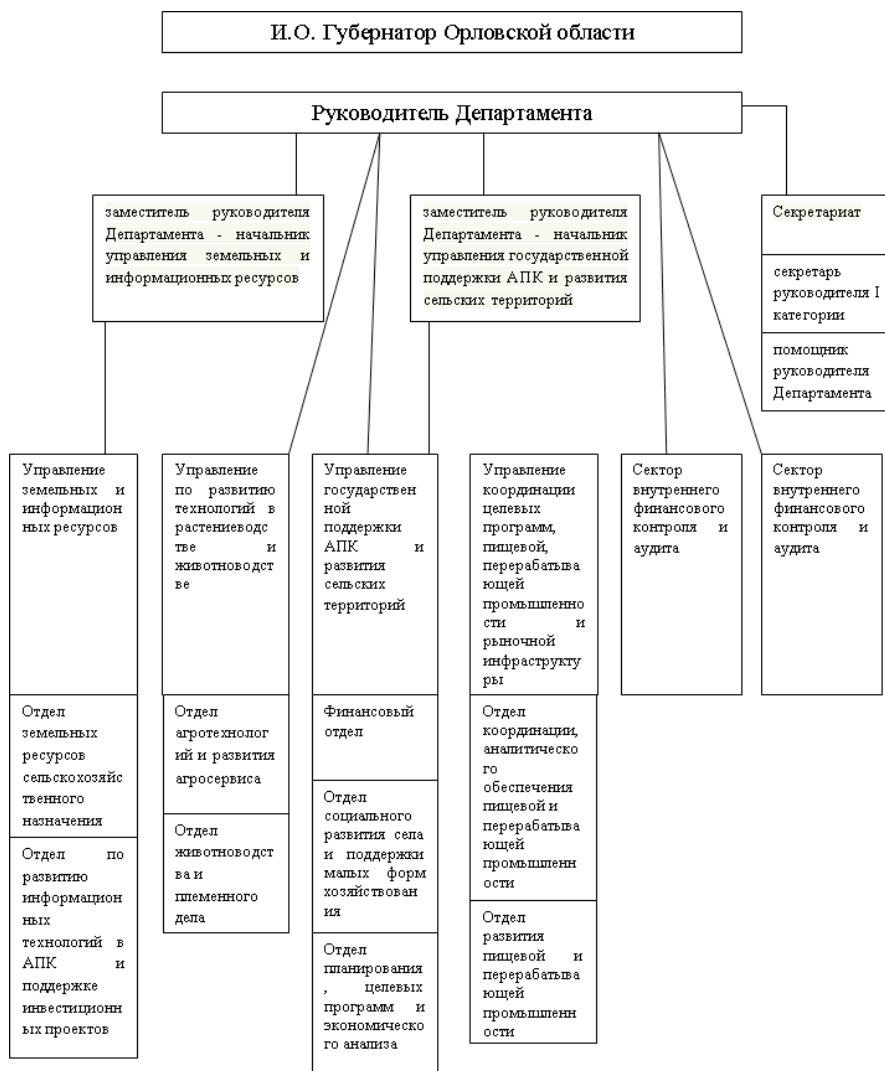 И.О. Губернатор Орловской области
Руководитель Департамента
заместитель руководителя
Департамента - начальник
управления земельных и
информационных ресурсов
заместитель руководителя
Департамента - начальник
управления государственной
поддержки АПК и развития
сельских территорий
Секретариат
секретарь
руководителя I
категории
помощник
руководителя
Департамента
Управление
земельных и
информацион
ных ресурсов
Управление
по развитию
технологий в
растениеводс
тве и
животноводст
ве
Управление
государствен
ной
поддержки
АПК и
развития
сельских
территорий
Управление
координации
целевых
программ,
пищевой,
перерабатыва
ющей
промышленно
сти и
рыночной
инфраструкту
ры
Сектор
внутреннего
финансового
контроля и
аудита
Сектор
внутреннего
финансового
контроля и
аудита
Отдел
земельных
ресурсов
сельскохозяйс
твенного
назначения
Отдел по
развитию
информацион
ных
технологий в
АПК и
поддержке
инвестиционн
ых проектов
Отдел
агротехнолог
ий и развития
агросервиса
Отдел
животноводс
тва и
племенного
дела
Финансовый
отдел
Отдел
социального
развития села
и поддержки
малых форм
хозяйствован
ия
Отдел
планирования
, целевых
программ и
экономическо
го анализа
Отдел
координации,
аналитическо
го
обеспечения
пищевой и
перерабатыва
ющей
промышленн
ости
Отдел
развития
пищевой и
перерабатыва
ющей
промышленн
ости